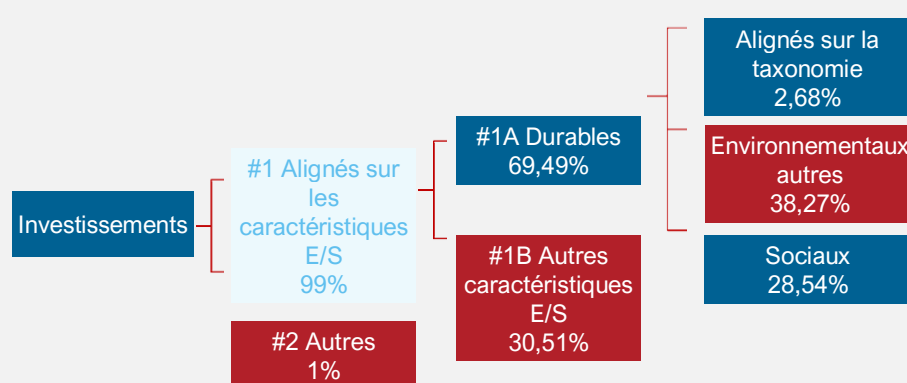 Investissements
#1 Alignés sur
les
caractéristiques
E/S
99%
#2 Autres
1%
#1A Durables
69,49%
#1B Autres
caractéristiques
E/S
30,51%
Alignés sur la
taxonomie
2,68%
Environnementaux
autres
38,27%
Sociaux
28,54%